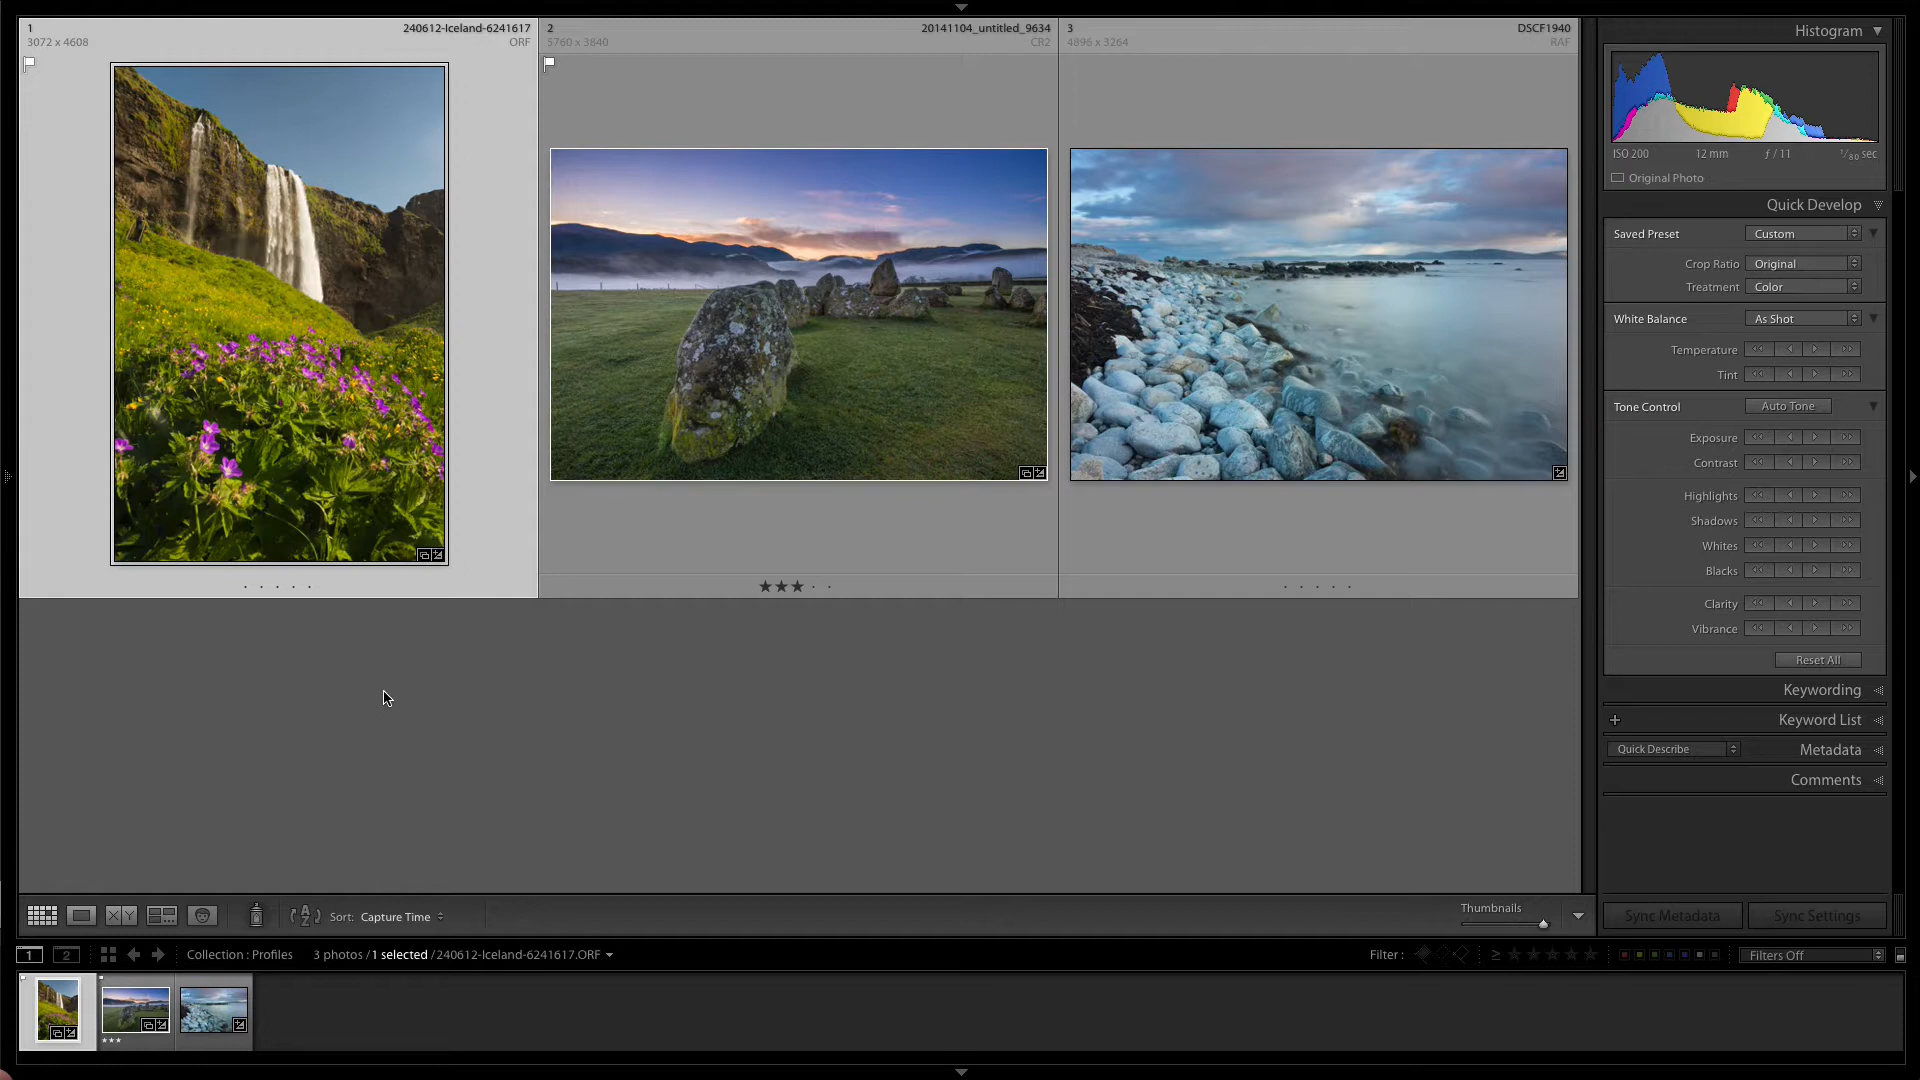 1 240612-Iceland-6241617
3072 x 4608 ORF
2 20141104_untitled_9634
5760 x 3840 CR2
3 DSCF1940
4896 x 3264 RAF
Histogram
ISO 200 12 mm ƒ / 11 1/80 sec
Original Photo
Quick Develop
Saved Preset Custom
Crop Ratio Original
Treatment Color
White Balance As Shot
Temperature
Tint
Tone Control Auto Tone
Exposure
Contrast
Highlights
Shadows
Whites
Blacks
Clarity
Vibrance
Reset All
Keywording
Keyword List
Quick Describe Metadata
Comments
XY Sort: Capture Time Thumbnails
Sync Metadata Sync Settings
1 2 Collection : Profiles 3 photos / 1 selected / 240612-Iceland-6241617.ORF Filter : ≥ Filters Off